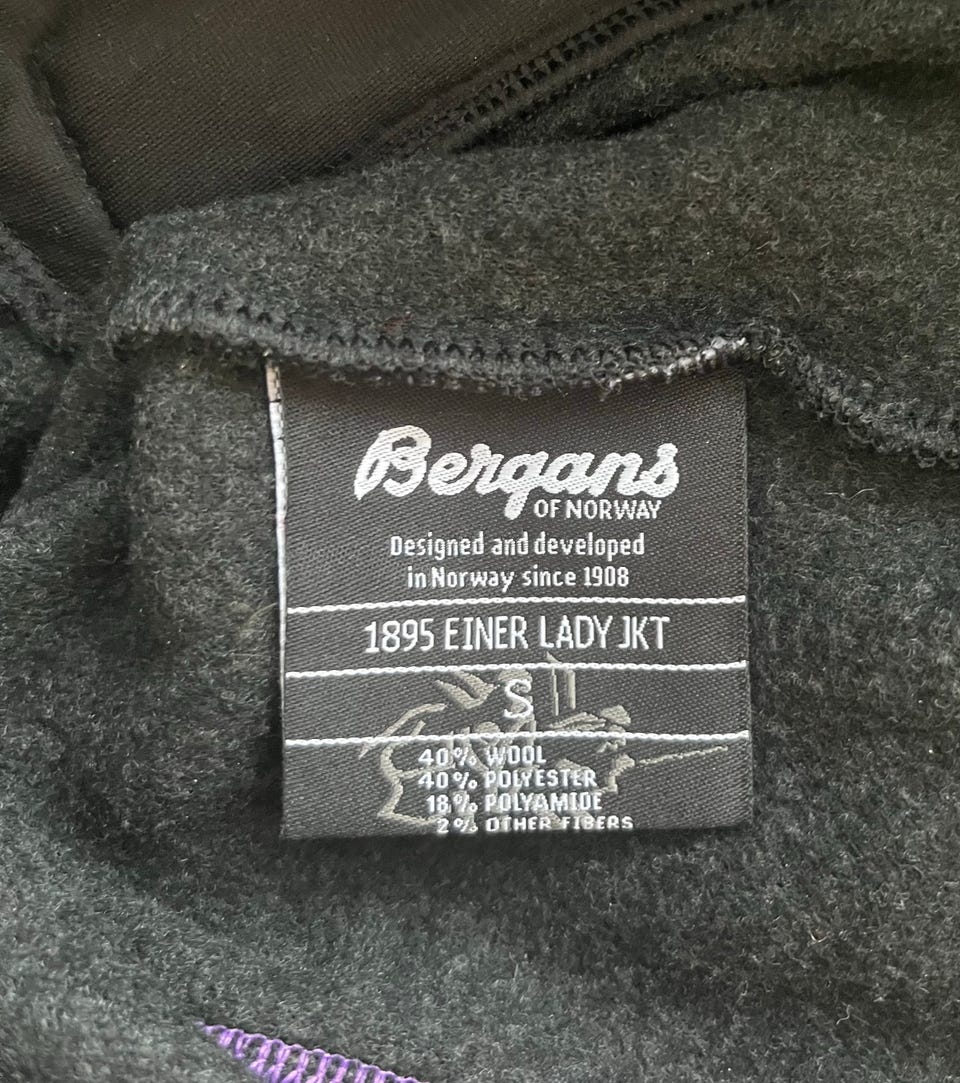 Bergans
OF NORWAY
Designed and developed
in Norway since 1908
1895 EINER LADY JKT
S
40% WOOL
40% POLYESTER
18% POLYAMIDE
2% OTHER FIBERS